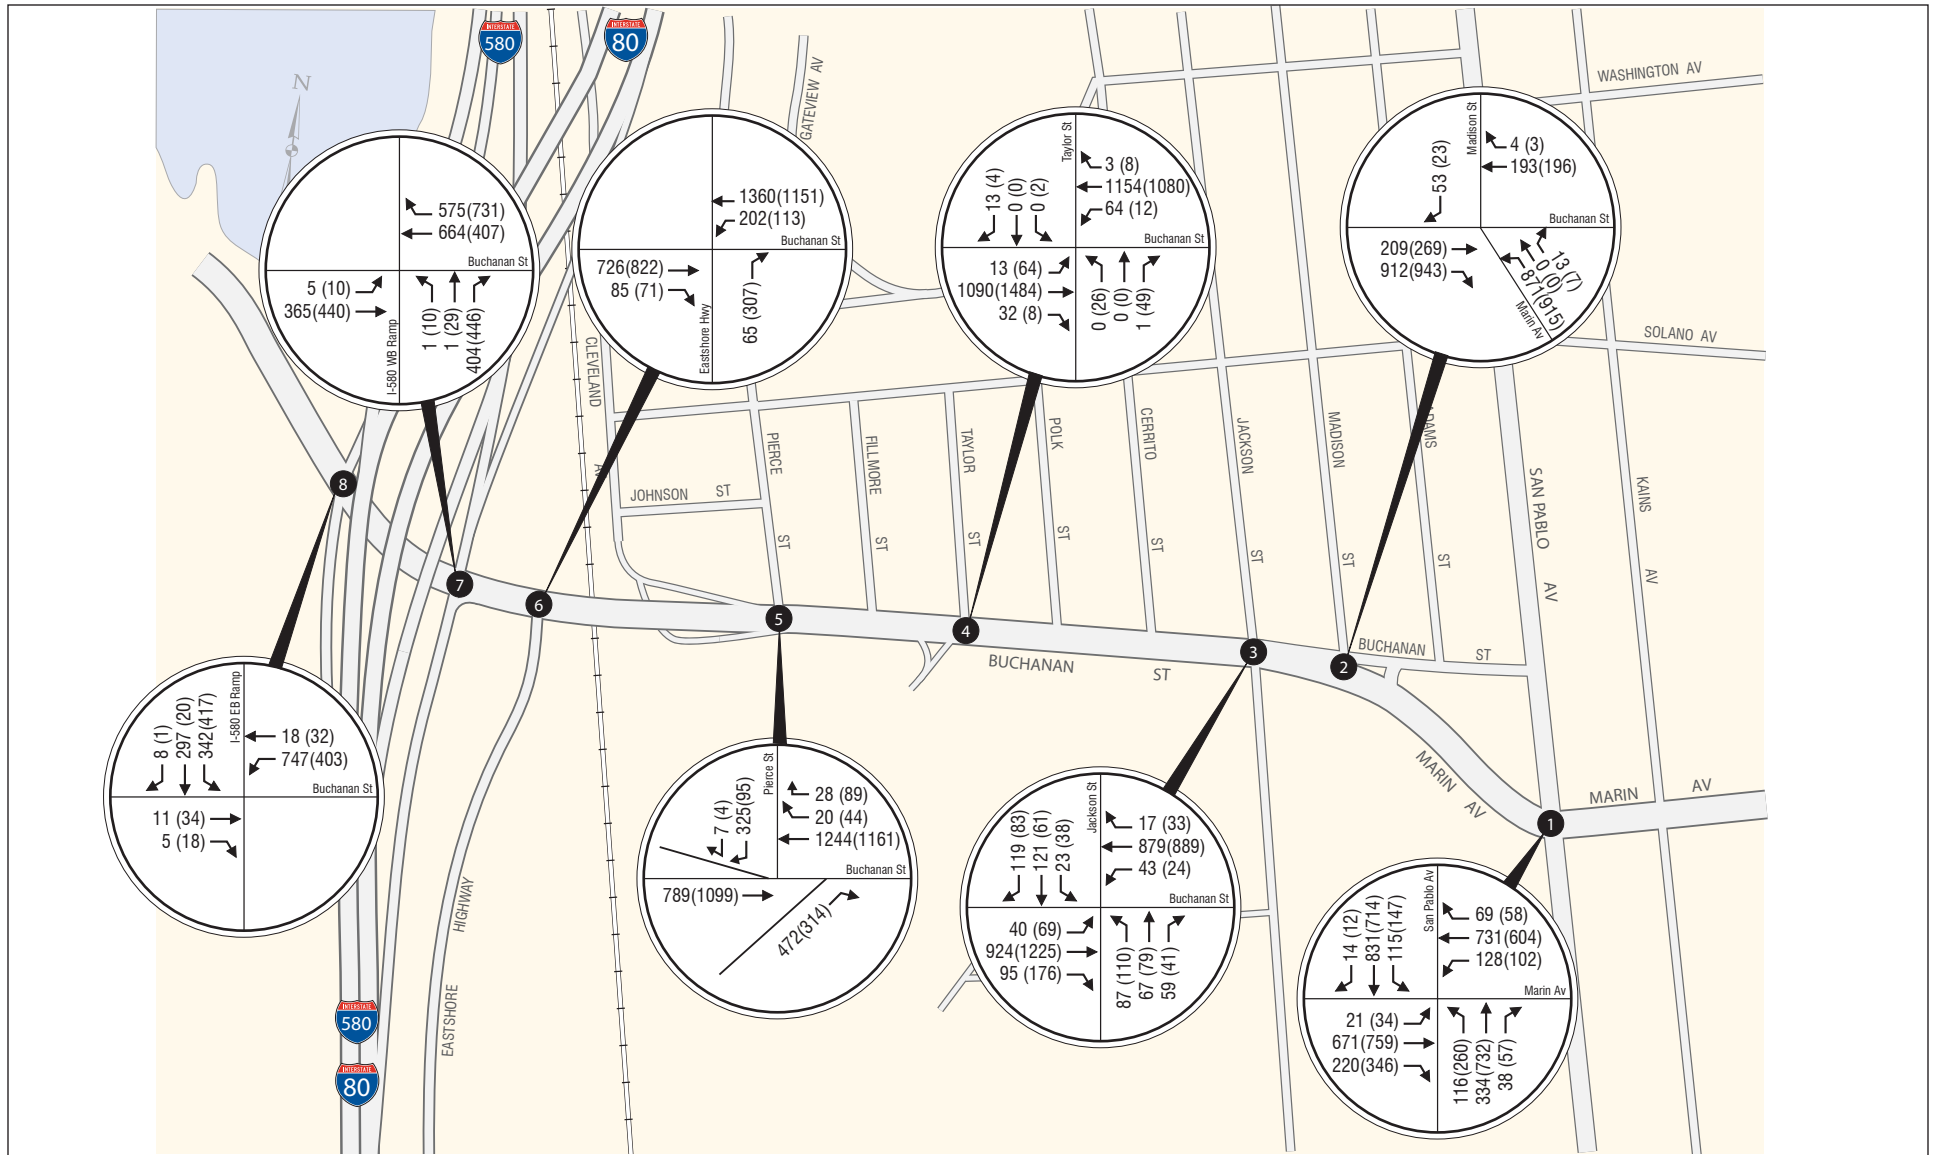 INTERSTATE
580
INTERSTATE
80
N
GATEVIEW AV
WASHINGTON AV
SOLANO AV
575(731)
664(407)
Buchanan St
5 (10)
365(440)
I-580 WB Ramp
1 (10)
1 (29)
404(446)
1360(1151)
202(113)
Buchanan St
726(822)
85 (71)
Eastshore Hwy
65 (307)
13 (4)
0 (0)
0 (2)
Taylor St
3 (8)
1154(1080)
64 (12)
Buchanan St
13 (64)
1090(1484)
32 (8)
0 (26)
0 (0)
1 (49)
53 (23)
Madison St
4 (3)
193(196)
Buchanan St
209(269)
912(943)
13 (7)
0 (0)
871(915)
Marin Av
CLEVELAND
AV
JOHNSON ST
PIERCE
ST
FILLMORE
ST
TAYLOR
ST
POLK
ST
CERRITO
ST
JACKSON
ST
MADISON
ST
ADAMS
ST
SAN PABLO
AV
KAINS
AV
8
7
6
5
4
3
2
1
BUCHANAN ST
BUCHANAN ST
MARIN AV
MARIN AV
8 (1)
297 (20)
342(417)
I-580 EB Ramp
18 (32)
747(403)
Buchanan St
11 (34)
5 (18)
7 (4)
325(95)
Pierce St
28 (89)
20 (44)
1244(1161)
Buchanan St
789(1099)
472(314)
119 (83)
121 (61)
23 (38)
Jackson St
17 (33)
879(889)
43 (24)
Buchanan St
40 (69)
924(1225)
95 (176)
87 (110)
67 (79)
59 (41)
14 (12)
831(714)
115(147)
San Pablo Av
69 (58)
731(604)
128(102)
Marin Av
21 (34)
671(759)
220(346)
116(260)
334(732)
38 (57)
EASTSHORE
HIGHWAY
INTERSTATE
580
INTERSTATE
80